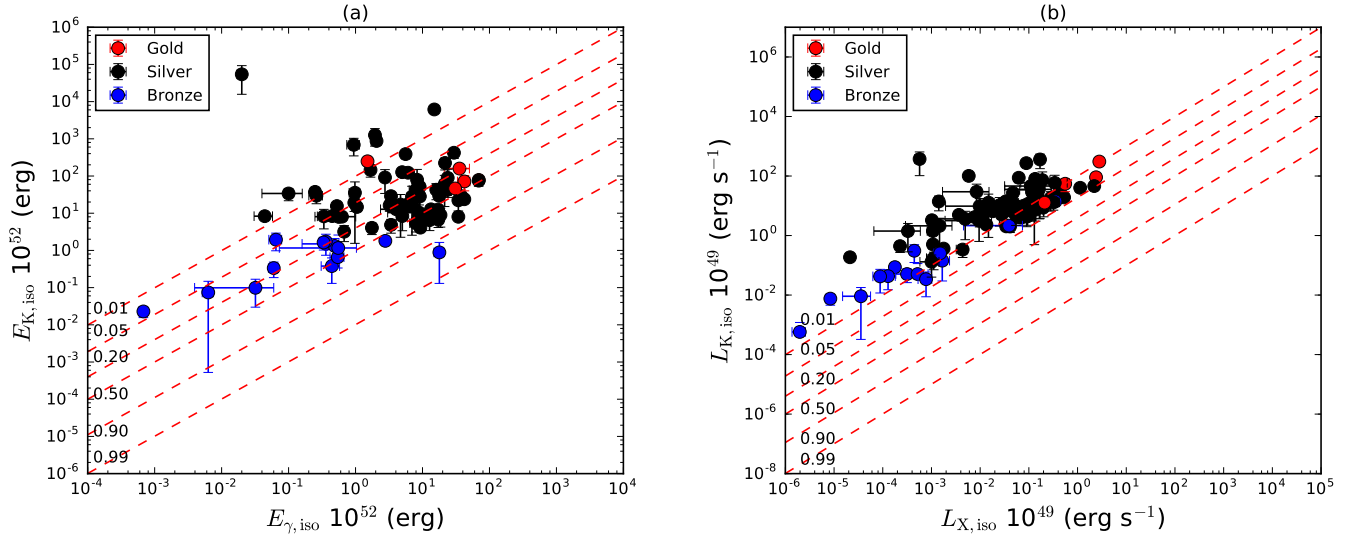 (a)
10^6
10^5
10^4
10^3
10^2
10^1
10^0
10^-1
10^-2
10^-3
10^-4
10^-5
10^-6
E_K,iso 10^52 (erg)
Gold
Silver
Bronze
0.01
0.05
0.20
0.50
0.90
0.99
10^-4 10^-3 10^-2 10^-1 10^0 10^1 10^2 10^3 10^4
E_γ,iso 10^52 (erg)
(b)
10^6
10^4
10^2
10^0
10^-2
10^-4
10^-6
10^-8
L_K,iso 10^49 (erg s^-1)
Gold
Silver
Bronze
0.01
0.05
0.20
0.50
0.90
0.99
10^-6 10^-5 10^-4 10^-3 10^-2 10^-1 10^0 10^1 10^2 10^3 10^4 10^5
L_X,iso 10^49 (erg s^-1)